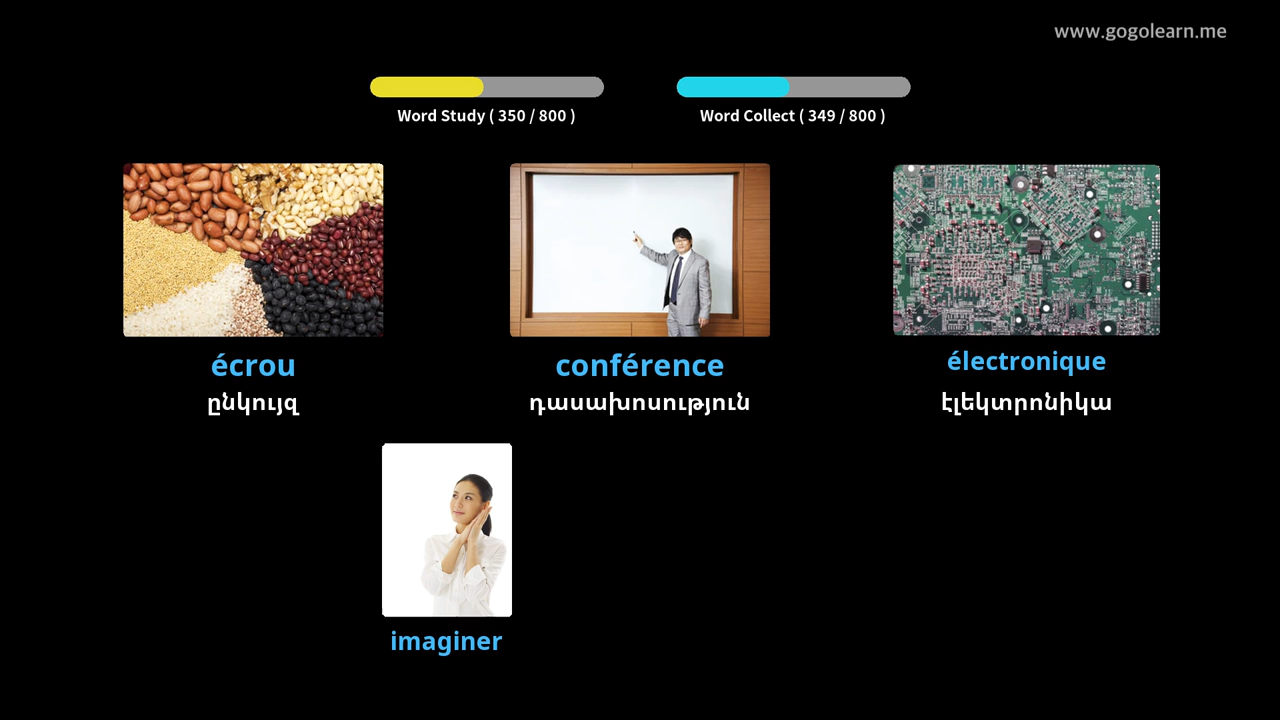 www.gogolearn.me
Word Study ( 350 / 800 )
Word Collect ( 349 / 800 )
écrou
conférence
électronique
ընկույզ
դասախոսություն
էլեկտրոնիկա
imaginer